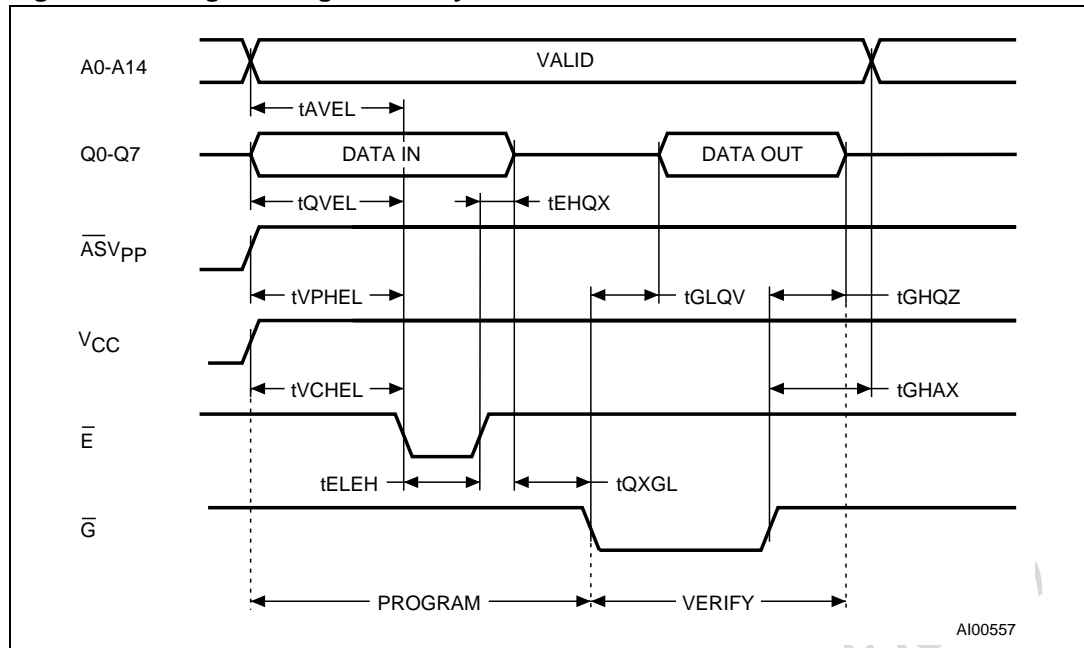 A0-A14
VALID
tAVEL
Q0-Q7
DATA IN
DATA OUT
tQVEL
tEHQX
A̅S̅VPP
tVPHEL
tGLQV
tGHQZ
VCC
tVCHEL
tGHAX
E̅
tELEH
tQXGL
G̅
PROGRAM
VERIFY
AI00557